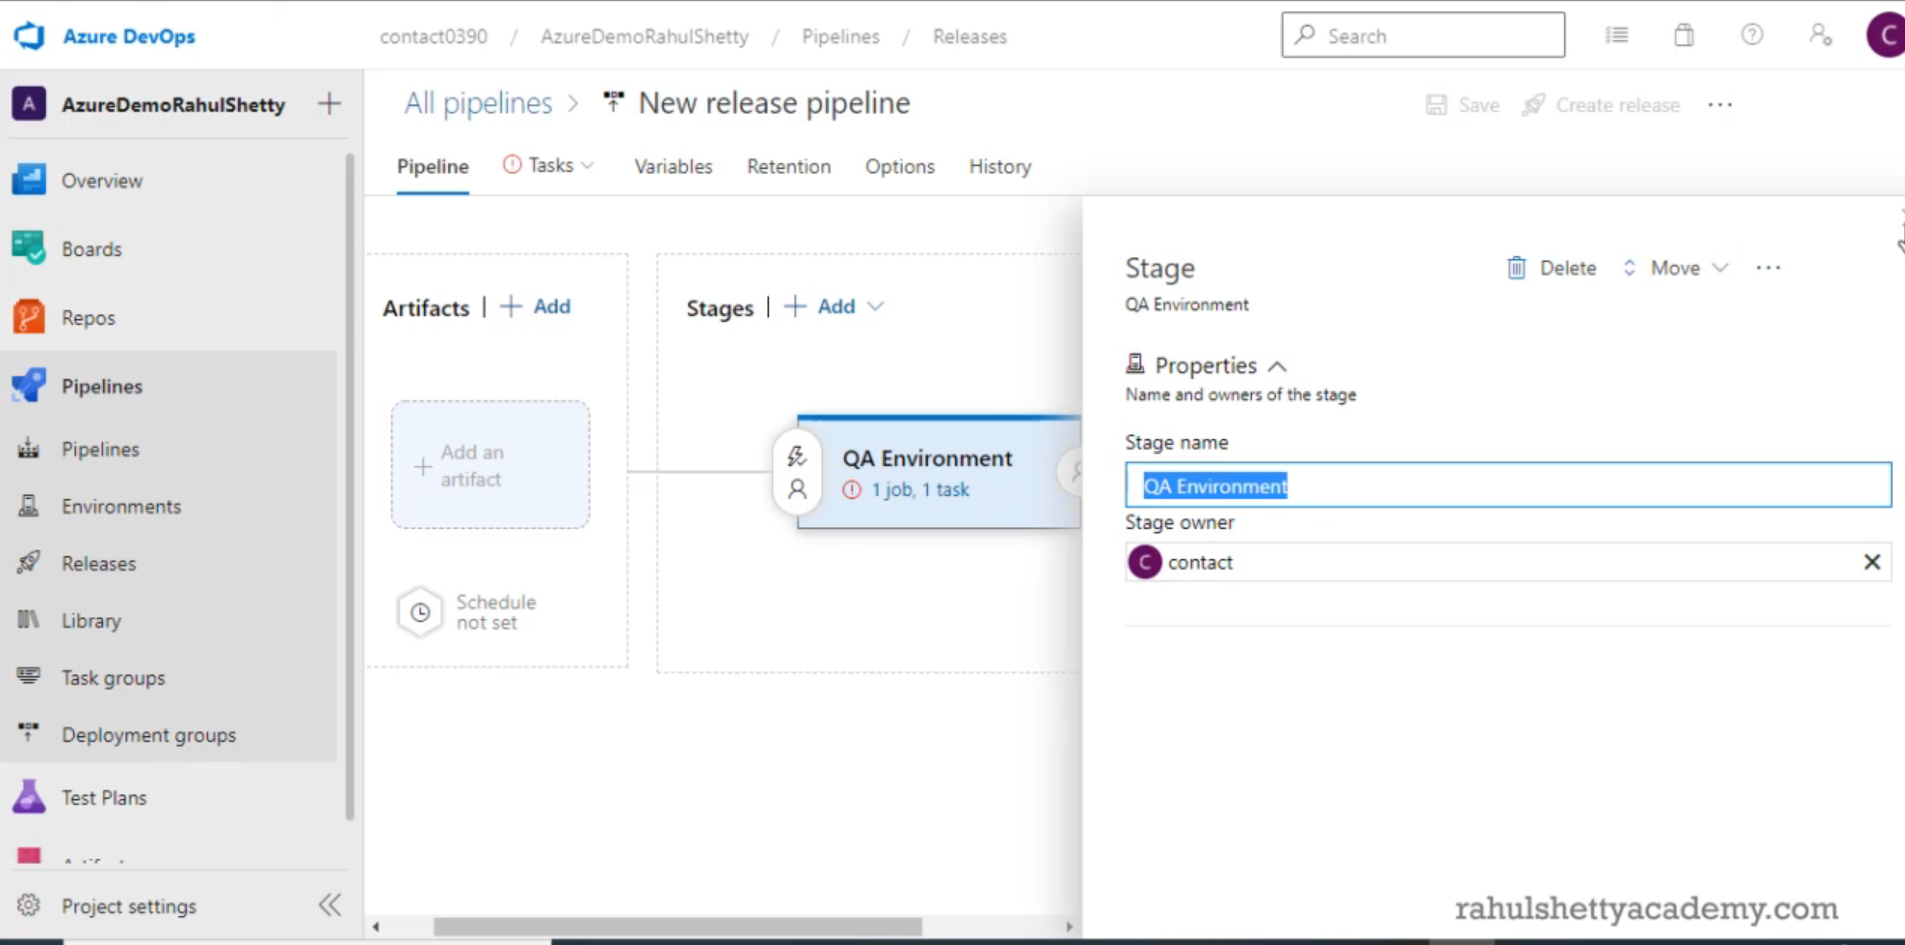 Azure DevOps
contact0390 / AzureDemoRahulShetty / Pipelines / Releases
Search
C
A AzureDemoRahulShetty
Overview
Boards
Repos
Pipelines
Pipelines
Environments
Releases
Library
Task groups
Deployment groups
Test Plans
Project settings
All pipelines > New release pipeline
Save Create release ...
Pipeline Tasks Variables Retention Options History
Artifacts | + Add
Add an
artifact
Schedule
not set
Stages | + Add
QA Environment
1 job, 1 task
Stage
Delete Move ...
QA Environment
Properties
Name and owners of the stage
Stage name
QA Environment
Stage owner
C contact
rahulshettyacademy.com